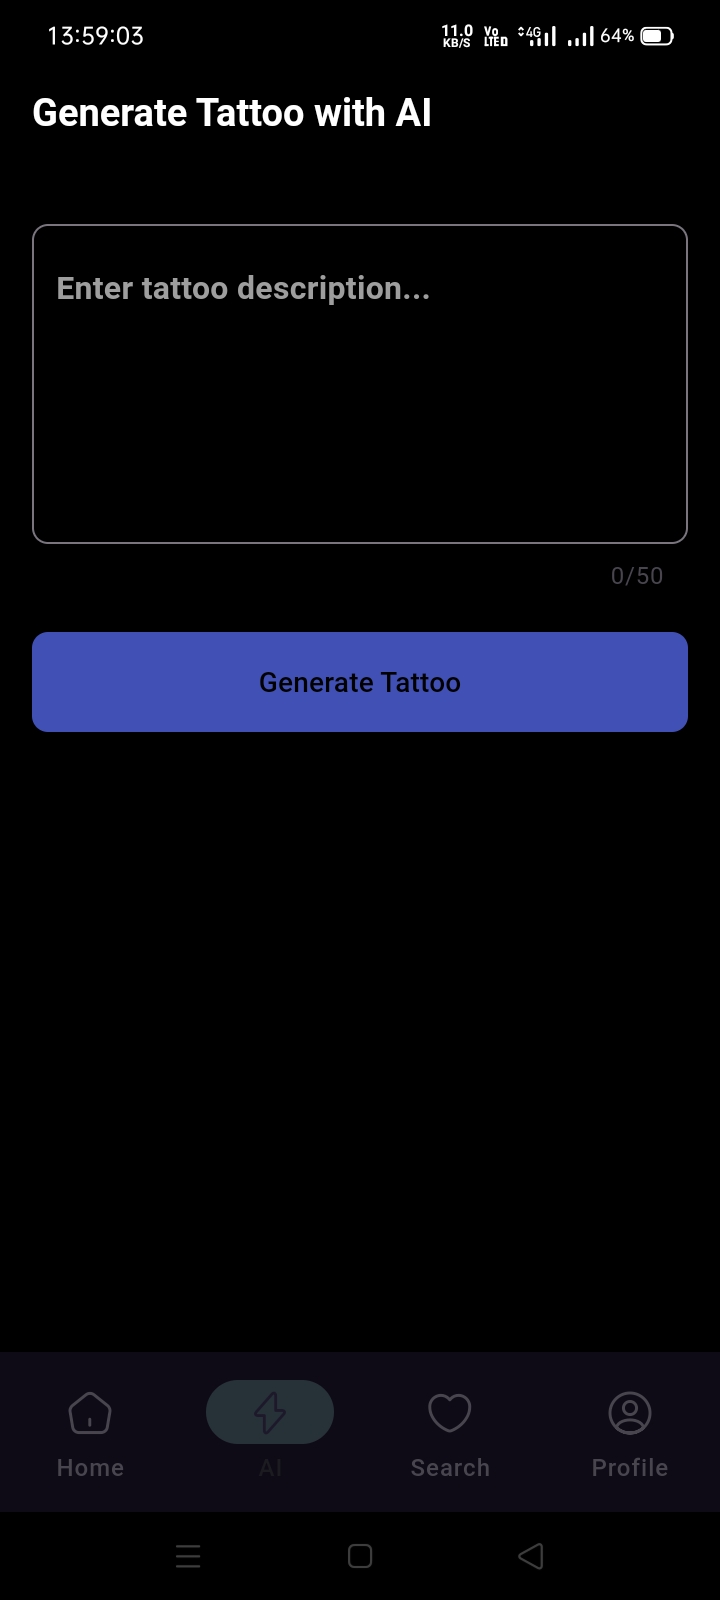 13:59:03 11.0 KB/S Vo LTE 4G 64%
Generate Tattoo with AI
Enter tattoo description...
0/50
Generate Tattoo
Home AI Search Profile